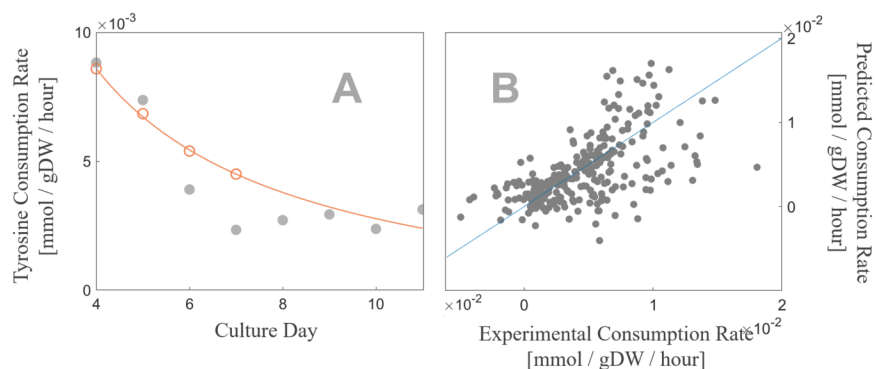 ×10⁻³
10
5
0
4
6
8
10
Tyrosine Consumption Rate
[mmol / gDW / hour]
Culture Day
A
B
×10⁻²
2
1
0
Predicted Consumption Rate
[mmol / gDW / hour]
×10⁻²
0
1
2
×10⁻²
Experimental Consumption Rate
[mmol / gDW / hour]